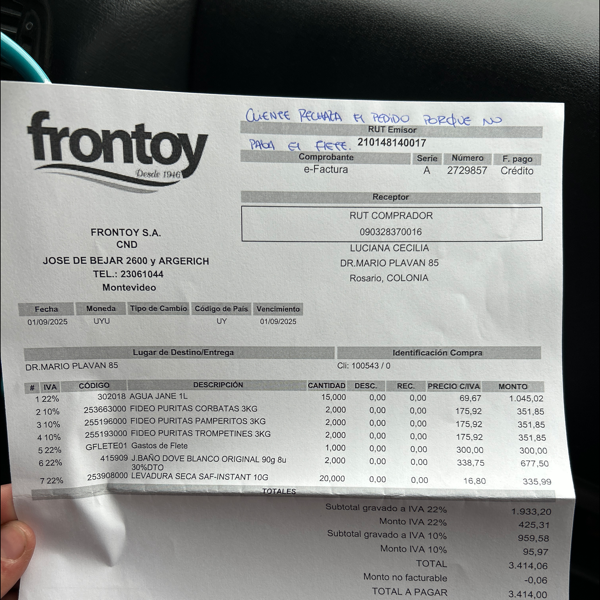 CLIENTE RECHAZA EL PEDIDO PORQUE NO
PAGA EL FLETE.
frontoy
Desde 1946
RUT Emisor
210148140017
Comprobante Serie Número F. pago
e-Factura A 2729857 Crédito
Receptor
RUT COMPRADOR
090328370016
LUCIANA CECILIA
DR.MARIO PLAVAN 85
Rosario, COLONIA
FRONTOY S.A.
CND
JOSE DE BEJAR 2600 y ARGERICH
TEL.: 23061044
Montevideo
Fecha Moneda Tipo de Cambio Código de País Vencimiento
01/09/2025 UYU UY 01/09/2025
Lugar de Destino/Entrega Identificación Compra
DR.MARIO PLAVAN 85 Cli: 100543 / 0
# IVA CÓDIGO DESCRIPCIÓN CANTIDAD DESC. REC. PRECIO C/IVA MONTO
1 22% 302018 AGUA JANE 1L 15,000 0,00 0,00 69,67 1.045,02
2 10% 253663000 FIDEO PURITAS CORBATAS 3KG 2,000 0,00 0,00 175,92 351,85
3 10% 255196000 FIDEO PURITAS PAMPERITOS 3KG 2,000 0,00 0,00 175,92 351,85
4 10% 255193000 FIDEO PURITAS TROMPETINES 3KG 2,000 0,00 0,00 175,92 351,85
5 22% GFLETE01 Gastos de Flete 1,000 0,00 0,00 300,00 300,00
6 22% 415909 J.BAÑO DOVE BLANCO ORIGINAL 90g 8u 2,000 0,00 0,00 338,75 677,50
30%DTO
7 22% 253908000 LEVADURA SECA SAF-INSTANT 10G 20,000 0,00 0,00 16,80 335,99
TOTALES
Subtotal gravado a IVA 22% 1.933,20
Monto IVA 22% 425,31
Subtotal gravado a IVA 10% 959,58
Monto IVA 10% 95,97
TOTAL 3.414,06
Monto no facturable -0,06
TOTAL A PAGAR 3.414,00